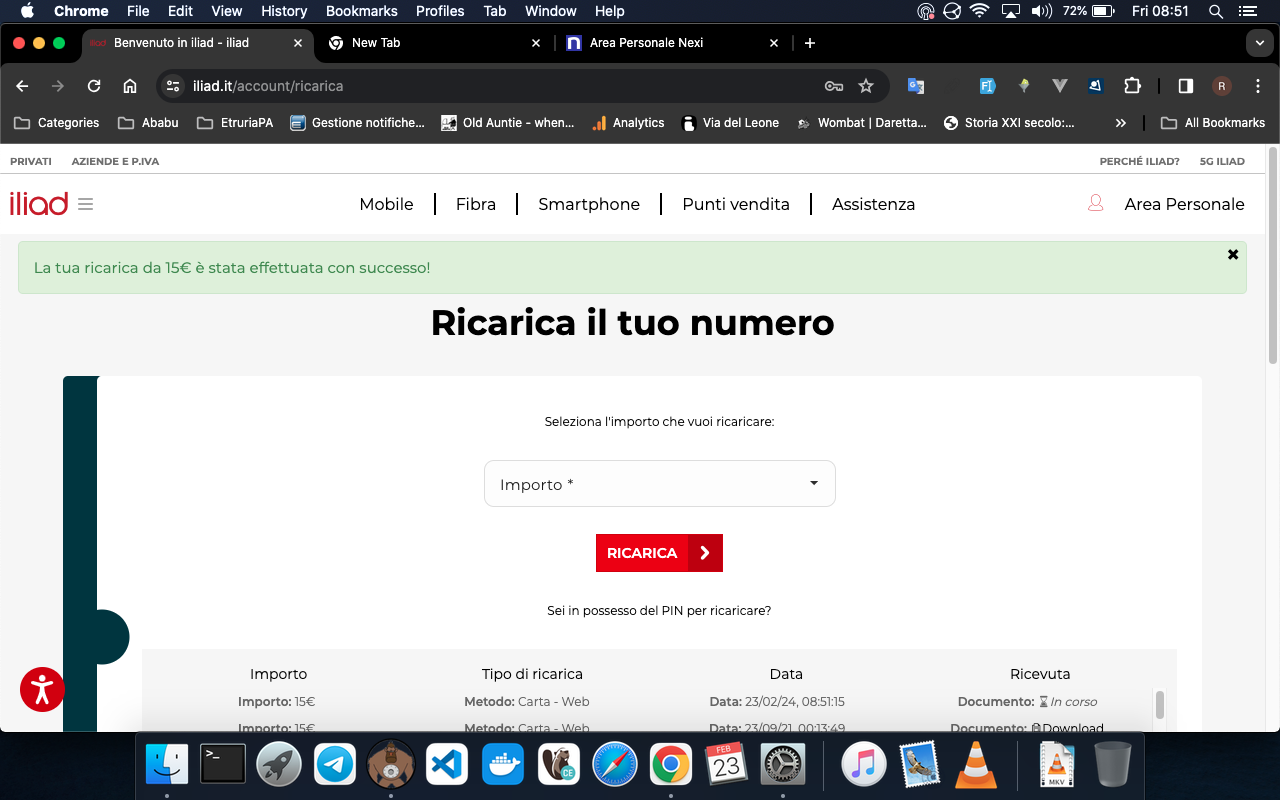 Chrome File Edit View History Bookmarks Profiles Tab Window Help 72% Fri 08:51
iliad Benvenuto in iliad - iliad New Tab n Area Personale Nexi
iliad.it/account/ricarica R
Categories Ababu EtruriaPA Gestione notifiche... Old Auntie - when... Analytics Via del Leone Wombat | Daretta... Storia XXI secolo:... » All Bookmarks
PRIVATI AZIENDE E P.IVA PERCHÉ ILIAD? 5G ILIAD
iliad Mobile Fibra Smartphone Punti vendita Assistenza Area Personale
La tua ricarica da 15€ è stata effettuata con successo!
Ricarica il tuo numero
Seleziona l'importo che vuoi ricaricare:
Importo *
RICARICA
Sei in possesso del PIN per ricaricare?
Importo Tipo di ricarica Data Ricevuta
Importo: 15€ Metodo: Carta - Web Data: 23/02/24, 08:51:15 Documento: In corso
Importo: 15€ Metodo: Carta - Web Data: 23/09/21, 00:13:49 Documento: Download
>_ CE FEB 23 MKV